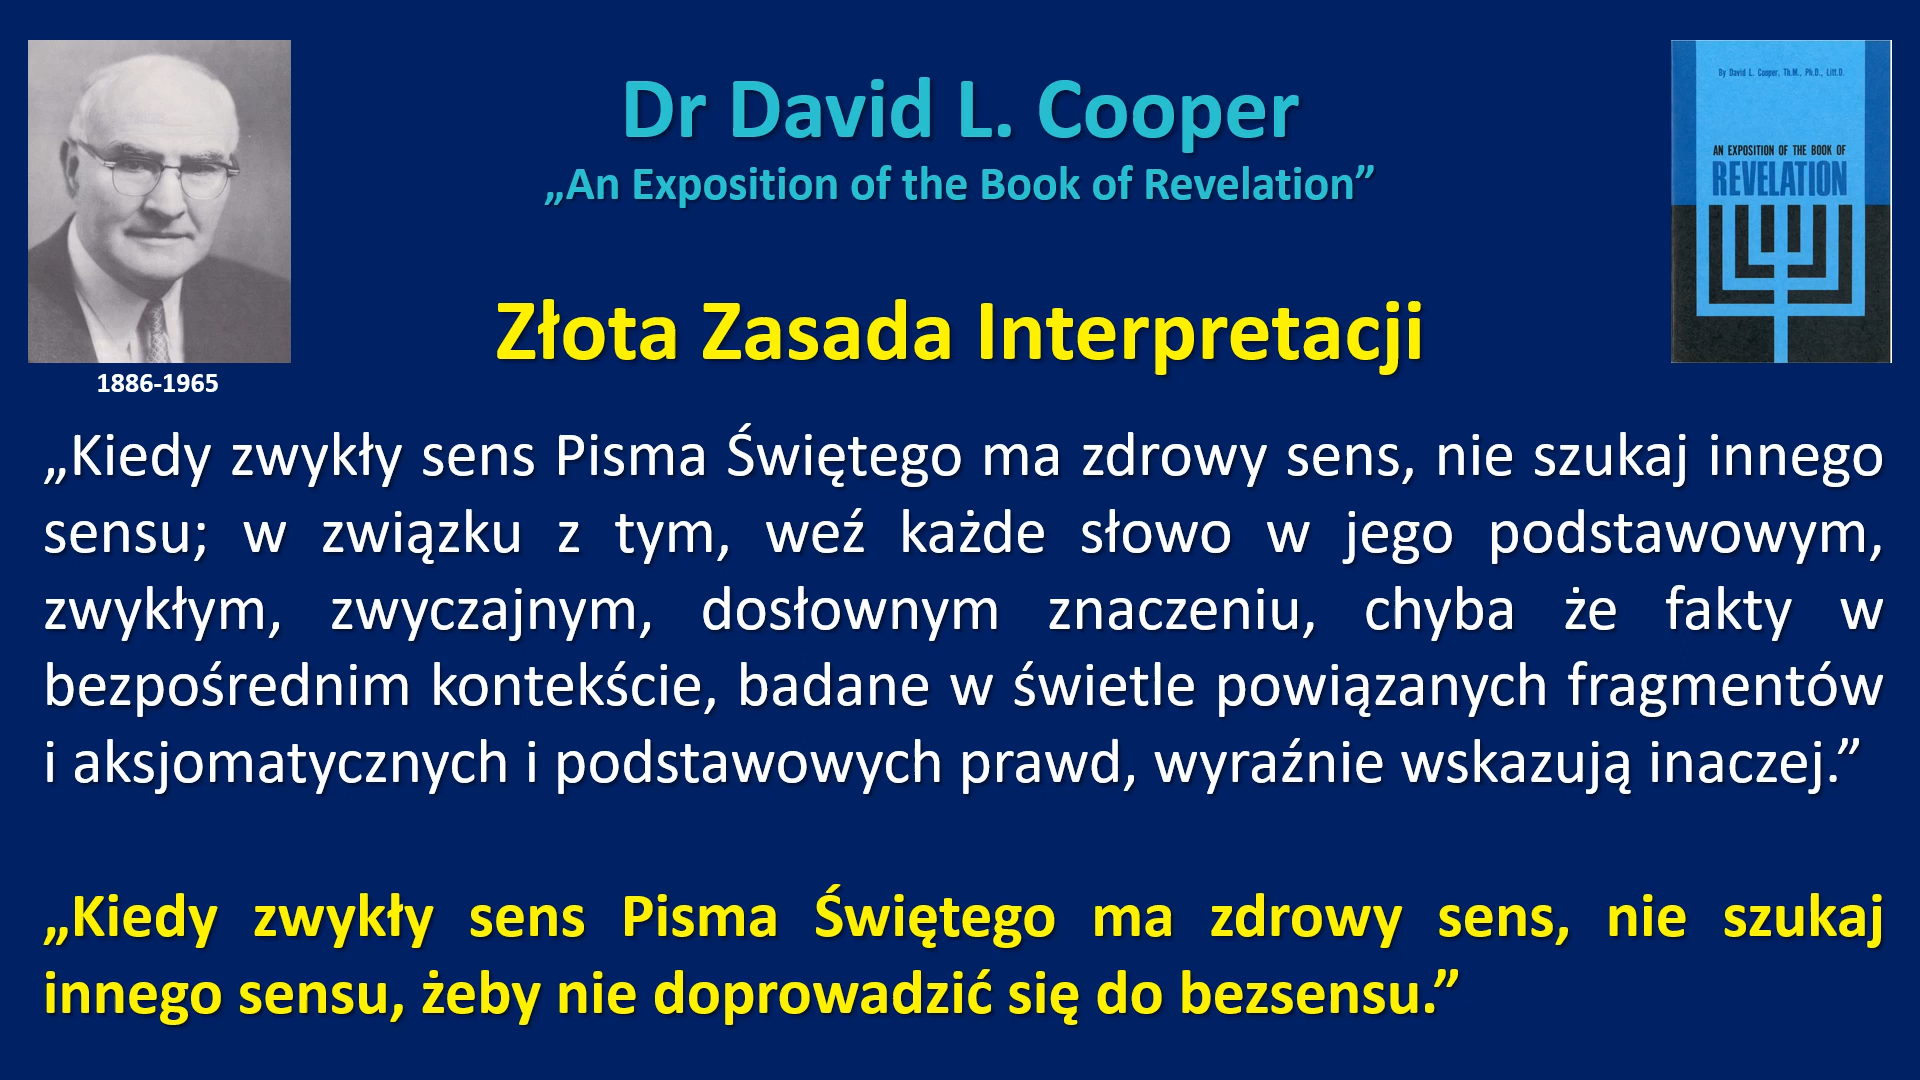 Dr David L. Cooper
„An Exposition of the Book of Revelation”
By David L. Cooper, Th.M., Ph.D., Litt.D.
AN EXPOSITION OF THE BOOK OF
REVELATION
Złota Zasada Interpretacji
1886-1965
„Kiedy zwykły sens Pisma Świętego ma zdrowy sens, nie szukaj innego
sensu; w związku z tym, weź każde słowo w jego podstawowym,
zwykłym, zwyczajnym, dosłownym znaczeniu, chyba że fakty w
bezpośrednim kontekście, badane w świetle powiązanych fragmentów
i aksjomatycznych i podstawowych prawd, wyraźnie wskazują inaczej.”
„Kiedy zwykły sens Pisma Świętego ma zdrowy sens, nie szukaj
innego sensu, żeby nie doprowadzić się do bezsensu.”